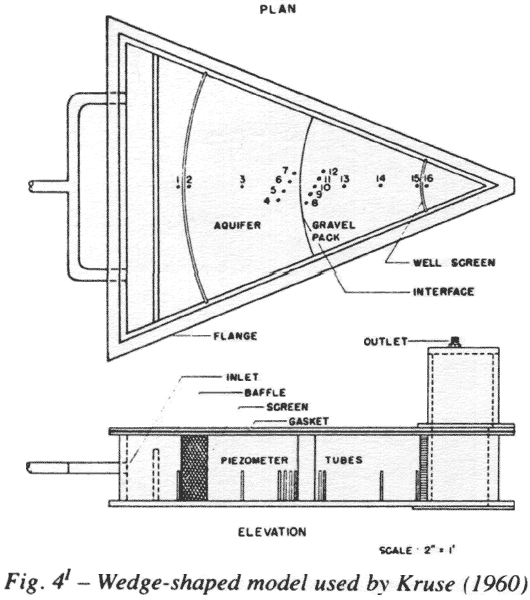 PLAN
1 2 3 4 5 6 7 8 9 10 11 12 13 14 15 16
AQUIFER
GRAVEL
PACK
WELL SCREEN
INTERFACE
FLANGE
OUTLET
INLET
BAFFLE
SCREEN
GASKET
PIEZOMETER TUBES
ELEVATION
SCALE : 2" = 1'
Fig. 4¹ – Wedge-shaped model used by Kruse (1960)